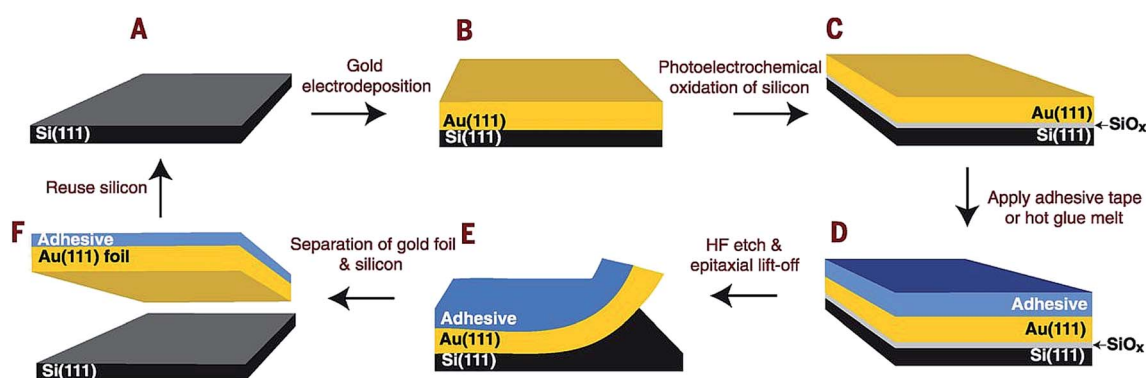 A
B
C
Gold
electrodeposition
Photoelectrochemical
oxidation of silicon
Si(111)
Au(111)
Si(111)
Au(111)
SiOx
Si(111)
Reuse silicon
Apply adhesive tape
or hot glue melt
F
Adhesive
Au(111) foil
Separation of gold foil
& silicon
E
HF etch &
epitaxial lift-off
D
Adhesive
Au(111)
Si(111)
Adhesive
Au(111)
SiOx
Si(111)
Si(111)